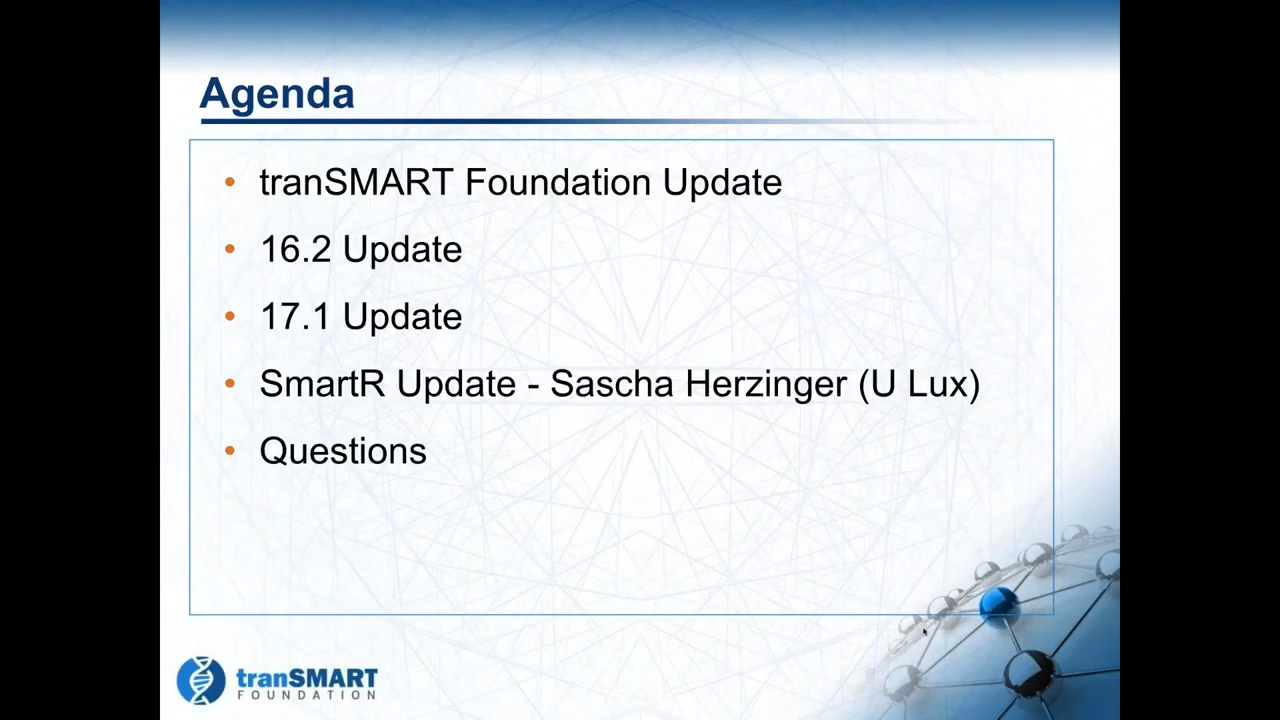 Agenda
• tranSMART Foundation Update
• 16.2 Update
• 17.1 Update
• SmartR Update - Sascha Herzinger (U Lux)
• Questions
tranSMART
FOUNDATION